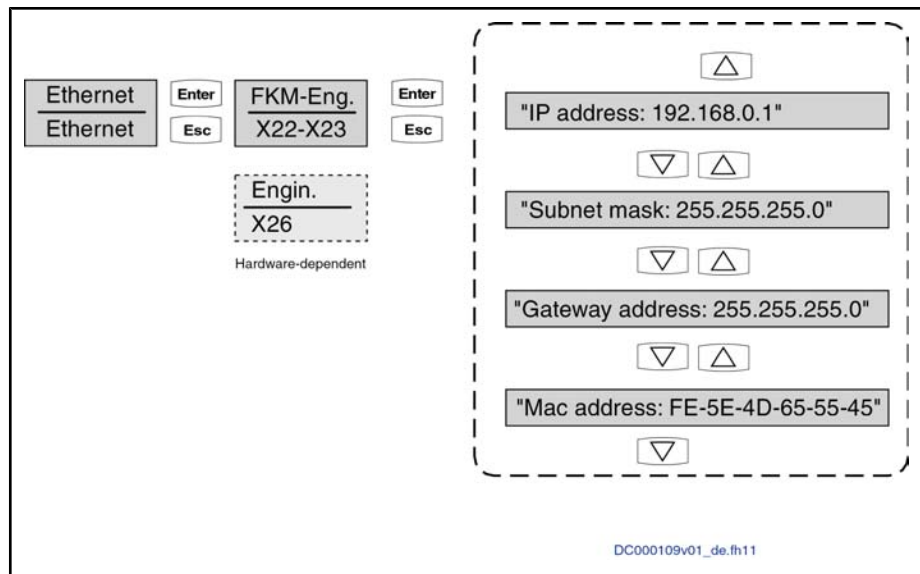 Ethernet
Ethernet
Enter
Esc
FKM-Eng.
X22-X23
Enter
Esc
Engin.
X26
Hardware-dependent
"IP address: 192.168.0.1"
"Subnet mask: 255.255.255.0"
"Gateway address: 255.255.255.0"
"Mac address: FE-5E-4D-65-55-45"
DC000109v01_de.fh11